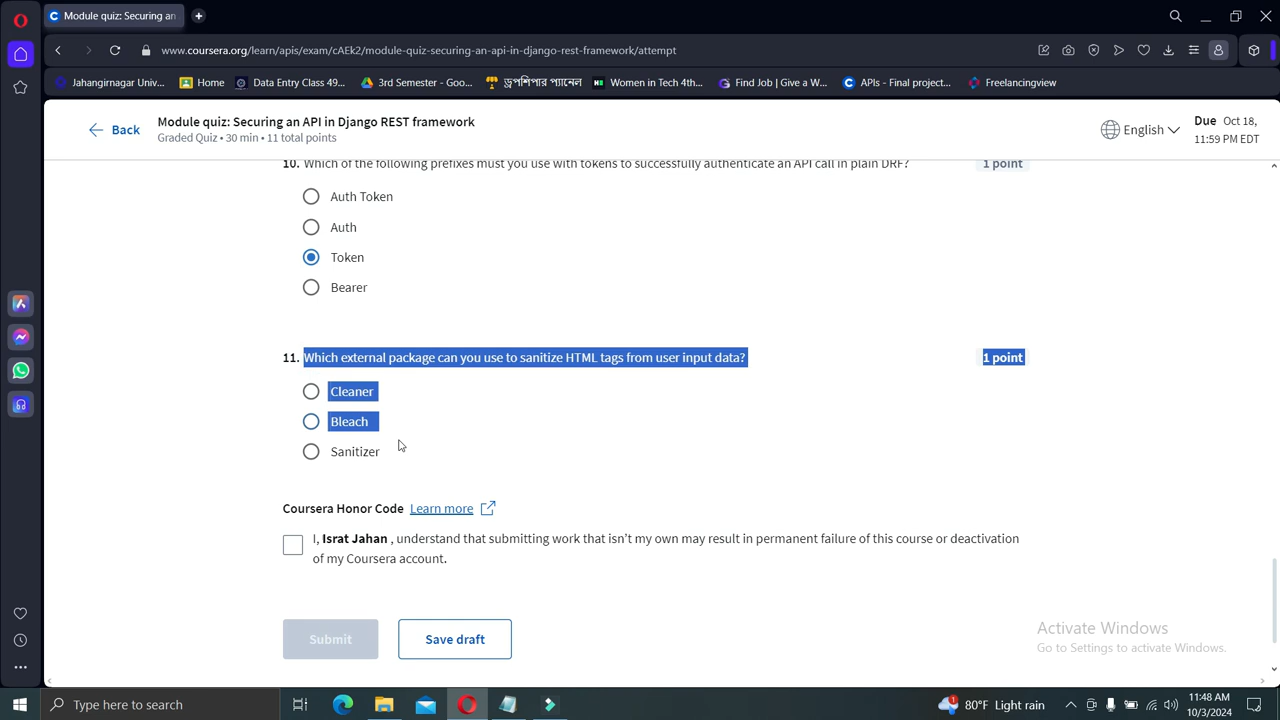 Module quiz: Securing an
www.coursera.org/learn/apis/exam/cAEk2/module-quiz-securing-an-api-in-django-rest-framework/attempt
Jahangirnagar Univ... Home Data Entry Class 49... 3rd Semester - Goo... ড্রপশিপার প্যানেল Women in Tech 4th... Find Job | Give a W... APIs - Final project... Freelancingview
Back
Module quiz: Securing an API in Django REST framework
Graded Quiz • 30 min • 11 total points
English
Due Oct 18,
11:59 PM EDT
10. Which of the following prefixes must you use with tokens to successfully authenticate an API call in plain DRF? 1 point
Auth Token
Auth
Token
Bearer
11. Which external package can you use to sanitize HTML tags from user input data? 1 point
Cleaner
Bleach
Sanitizer
Coursera Honor Code Learn more
I, Israt Jahan , understand that submitting work that isn't my own may result in permanent failure of this course or deactivation
of my Coursera account.
Submit Save draft
Activate Windows
Go to Settings to activate Windows.
Type here to search
80°F Light rain
11:48 AM
10/3/2024